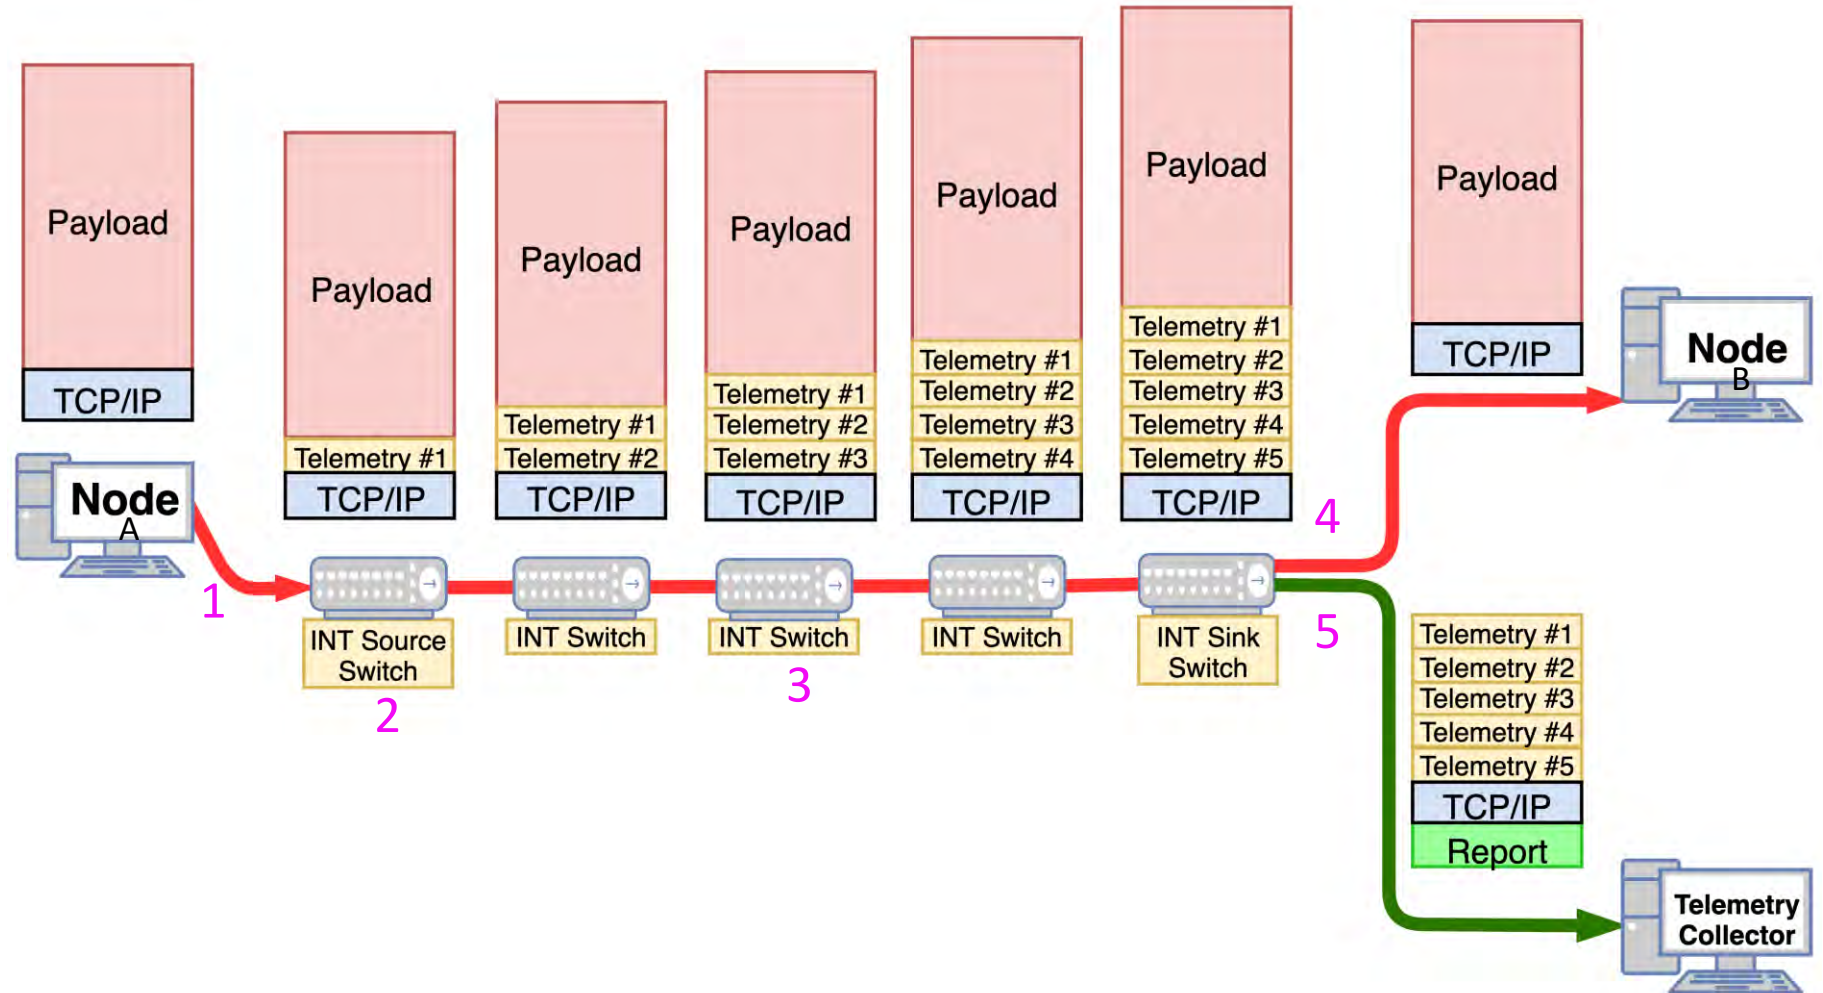 Payload
TCP/IP
Node
A
1
Payload
Telemetry #1
TCP/IP
INT Source
Switch
2
Payload
Telemetry #1
Telemetry #2
TCP/IP
INT Switch
Payload
Telemetry #1
Telemetry #2
Telemetry #3
TCP/IP
INT Switch
3
Payload
Telemetry #1
Telemetry #2
Telemetry #3
Telemetry #4
TCP/IP
INT Switch
Payload
Telemetry #1
Telemetry #2
Telemetry #3
Telemetry #4
Telemetry #5
TCP/IP
INT Sink
Switch
4
5
Payload
TCP/IP
Node
B
Telemetry #1
Telemetry #2
Telemetry #3
Telemetry #4
Telemetry #5
TCP/IP
Report
Telemetry
Collector